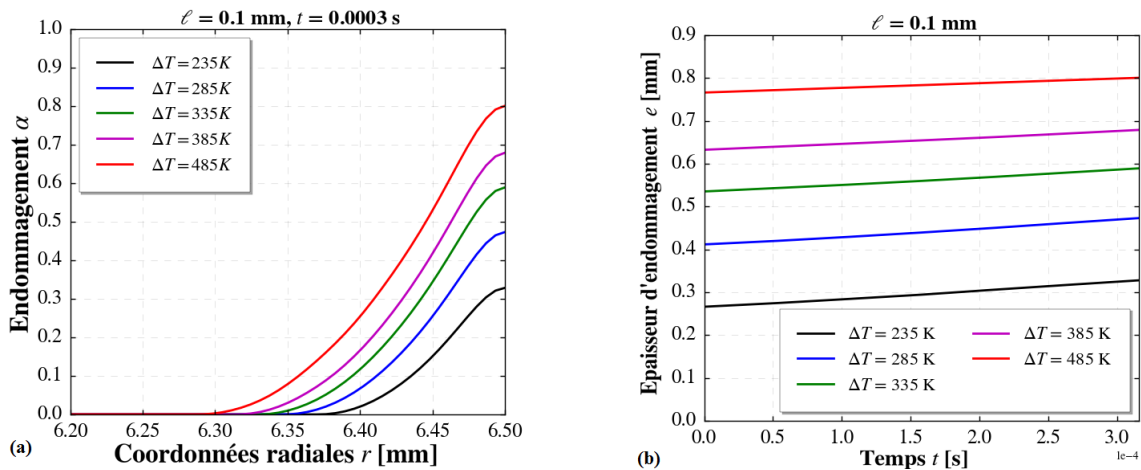 ℓ = 0.1 mm, t = 0.0003 s
Endommagement α
1.0
0.9
0.8
0.7
0.6
0.5
0.4
0.3
0.2
0.1
0.0
ΔT = 235K
ΔT = 285K
ΔT = 335K
ΔT = 385K
ΔT = 485K
6.20 6.25 6.30 6.35 6.40 6.45 6.50
(a)
Coordonnées radiales r [mm]
ℓ = 0.1 mm
Epaisseur d'endommagement e [mm]
0.9
0.8
0.7
0.6
0.5
0.4
0.3
0.2
0.1
0.0
ΔT = 235 K
ΔT = 285 K
ΔT = 335 K
ΔT = 385 K
ΔT = 485 K
0.0 0.5 1.0 1.5 2.0 2.5 3.0
1e−4
(b)
Temps t [s]